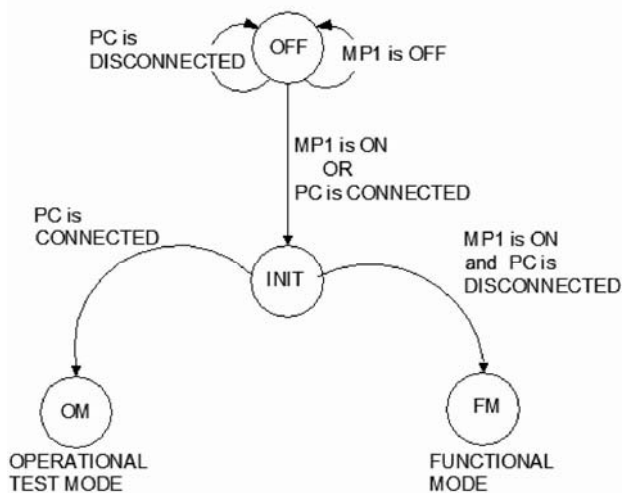 PC is
DISCONNECTED
OFF
MP1 is OFF
MP1 is ON
OR
PC is CONNECTED
PC is
CONNECTED
INIT
MP1 is ON
and PC is
DISCONNECTED
OM
FM
OPERATIONAL
TEST MODE
FUNCTIONAL
MODE